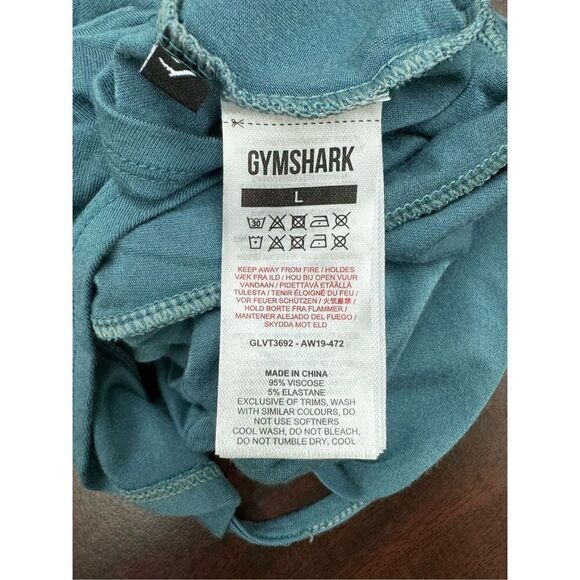 GYMSHARK
L
30
KEEP AWAY FROM FIRE / HOLDES
VÆK FRA ILD / HOU BIJ OPEN VUUR
VANDAAN / PIDETTÄVÄ ETÄÄLLÄ
TULESTA / TENIR ÉLOIGNÉ DU FEU /
VOR FEUER SCHÜTZEN / 火気厳禁 /
HOLD BORTE FRA FLAMMER /
MANTENER ALEJADO DEL FUEGO /
SKYDDA MOT ELD
GLVT3692 - AW19-472
MADE IN CHINA
95% VISCOSE
5% ELASTANE
EXCLUSIVE OF TRIMS, WASH
WITH SIMILAR COLOURS, DO
NOT USE SOFTNERS
COOL WASH, DO NOT BLEACH,
DO NOT TUMBLE DRY, COOL